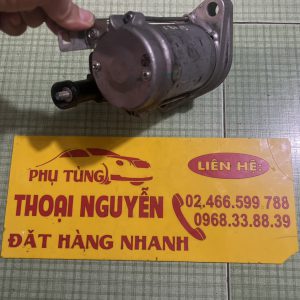 PHỤ TÙNG
LIÊN HỆ:
THOẠI NGUYỄN
02.466.599.788
0968.33.88.39
ĐẶT HÀNG NHANH